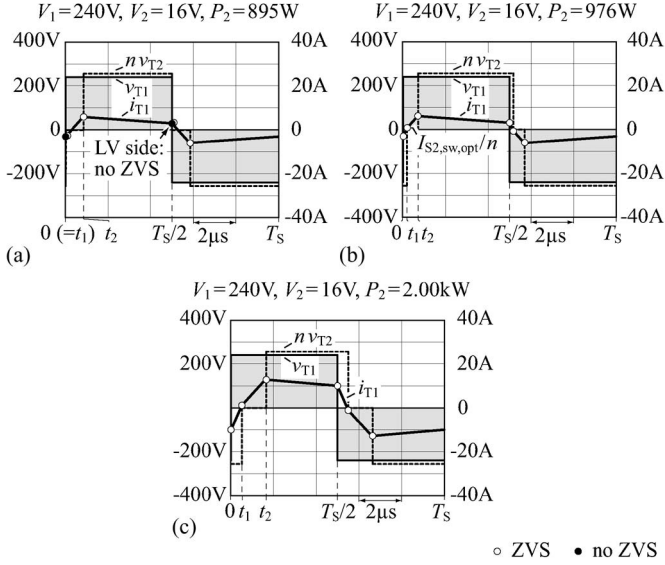 V1=240V, V2=16V, P2=895W
400V
200V
0
-200V
-400V
40A
20A
0
-20A
-40A
n vT2
vT1
iT1
LV side:
no ZVS
0 (=t1) t2 TS/2 2µs TS
(a)
V1=240V, V2=16V, P2=976W
400V
200V
0
-200V
-400V
40A
20A
0
-20A
-40A
n vT2
vT1
iT1
IS2,sw,opt/n
0 t1 t2 TS/2 2µs TS
(b)
V1=240V, V2=16V, P2=2.00kW
400V
200V
0
-200V
-400V
20A
20A
0
-20A
-40A
n vT2
vT1
iT1
0 t1 t2 TS/2 2µs TS
(c)
ZVS no ZVS